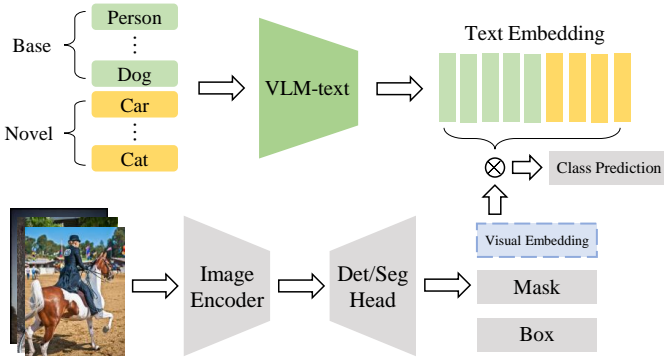 Person
Base
⋮
Dog
Car
Novel
⋮
Cat
VLM-text
Text Embedding
⊗
Class Prediction
Visual Embedding
Image
Encoder
Det/Seg
Head
Mask
Box